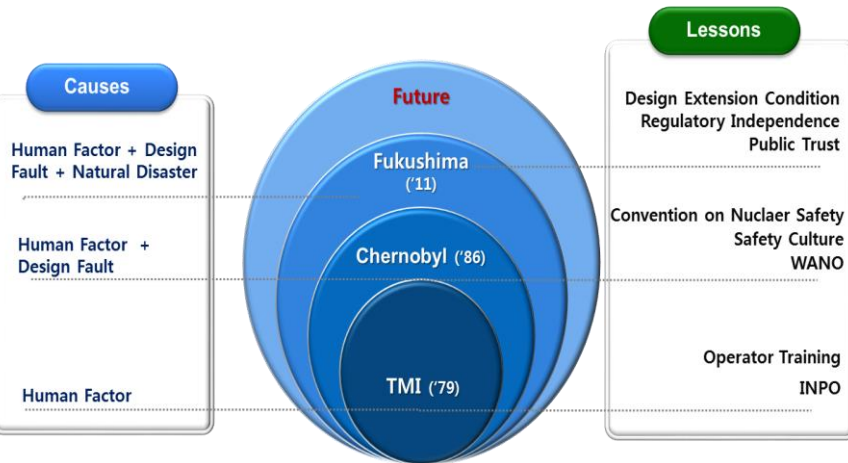 Causes
Human Factor + Design
Fault + Natural Disaster
Human Factor +
Design Fault
Human Factor
Future
Fukushima
('11)
Chernobyl ('86)
TMI ('79)
Lessons
Design Extension Condition
Regulatory Independence
Public Trust
Convention on Nuclaer Safety
Safety Culture
WANO
Operator Training
INPO